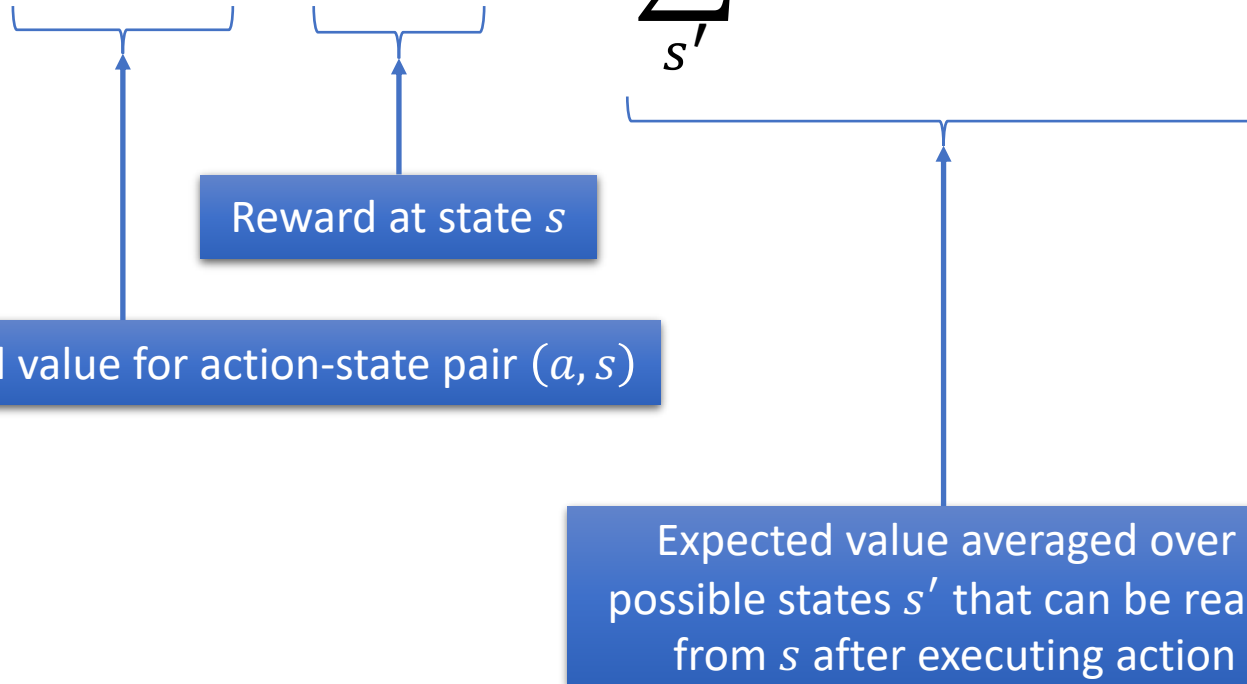 ∑
s′
Reward at state s
value for action-state pair (a, s)
Expected value averaged over
possible states s′ that can be
from s after executing action